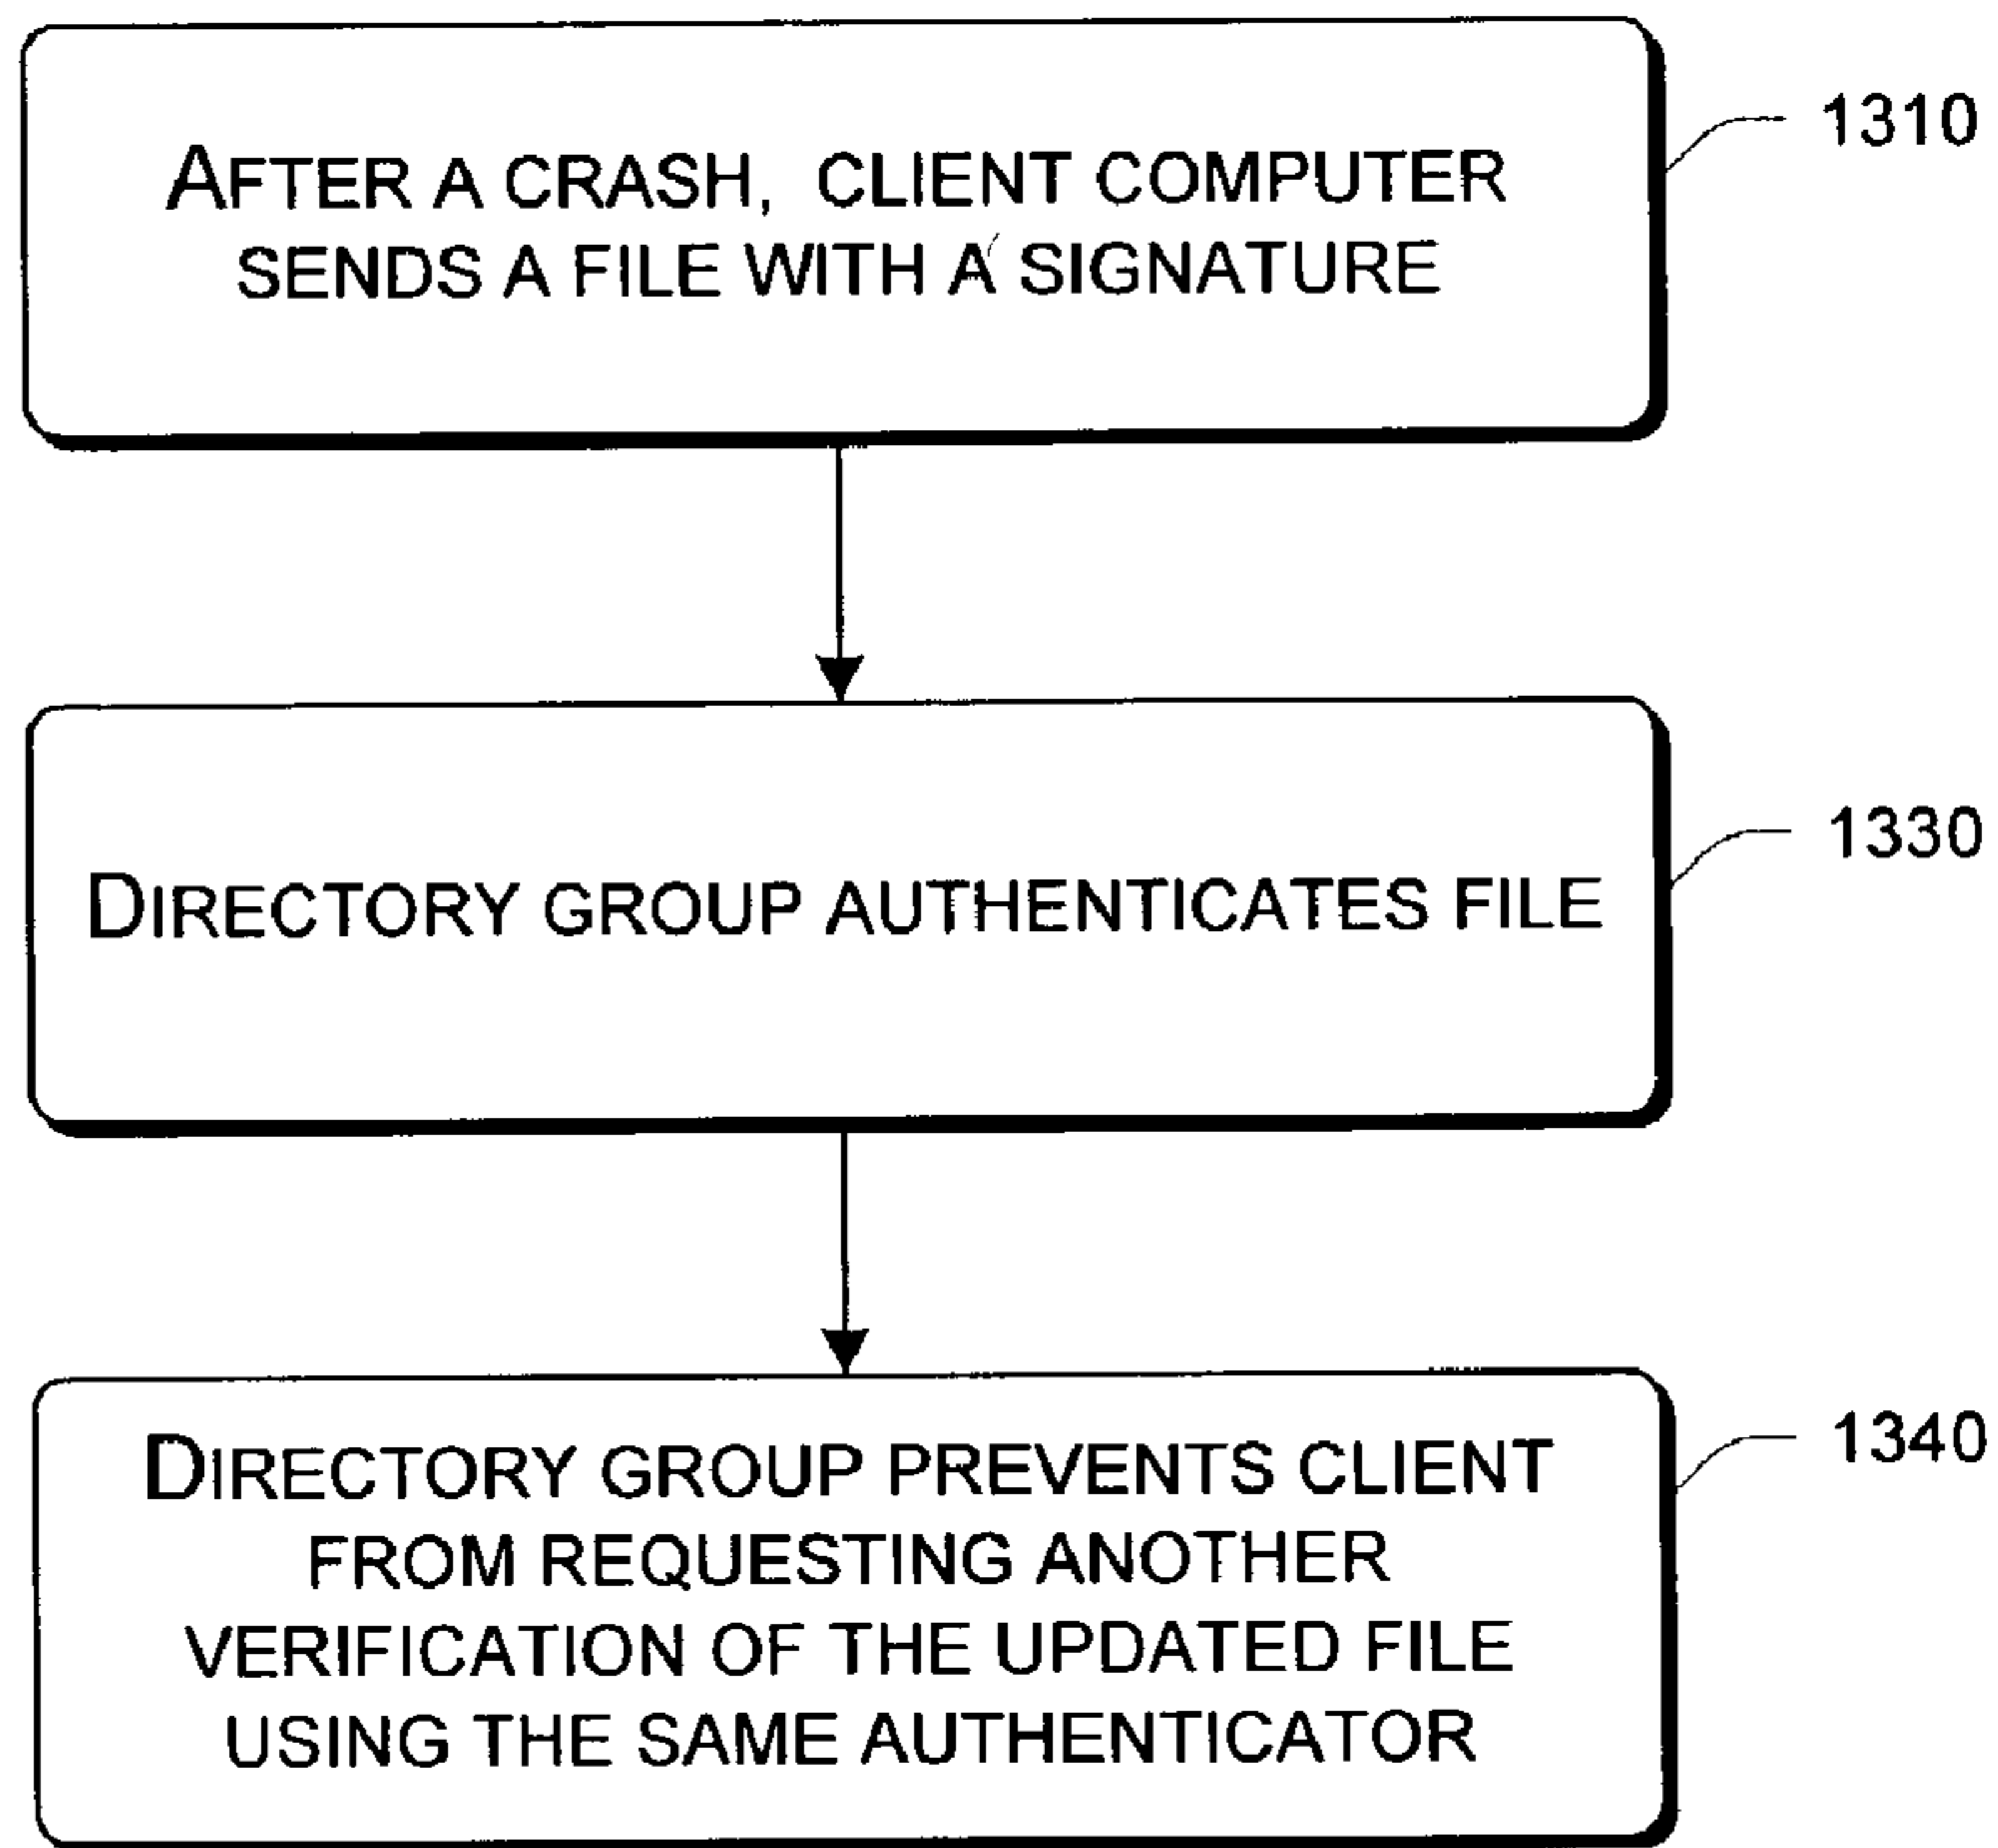 AFTER A CRASH, CLIENT COMPUTER
SENDS A FILE WITH A SIGNATURE
1310
DIRECTORY GROUP AUTHENTICATES FILE
1330
DIRECTORY GROUP PREVENTS CLIENT
FROM REQUESTING ANOTHER
VERIFICATION OF THE UPDATED FILE
USING THE SAME AUTHENTICATOR
1340